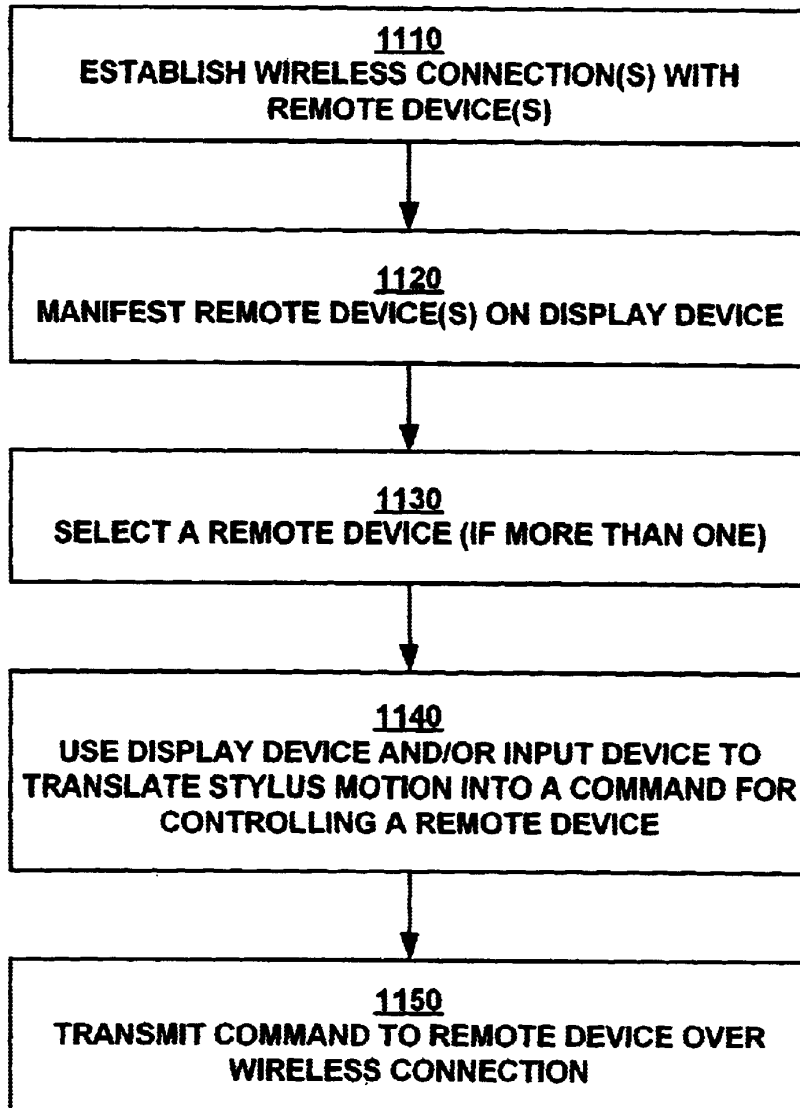 1110
ESTABLISH WIRELESS CONNECTION(S) WITH
REMOTE DEVICE(S)
1120
MANIFEST REMOTE DEVICE(S) ON DISPLAY DEVICE
1130
SELECT A REMOTE DEVICE (IF MORE THAN ONE)
1140
USE DISPLAY DEVICE AND/OR INPUT DEVICE TO
TRANSLATE STYLUS MOTION INTO A COMMAND FOR
CONTROLLING A REMOTE DEVICE
1150
TRANSMIT COMMAND TO REMOTE DEVICE OVER
WIRELESS CONNECTION